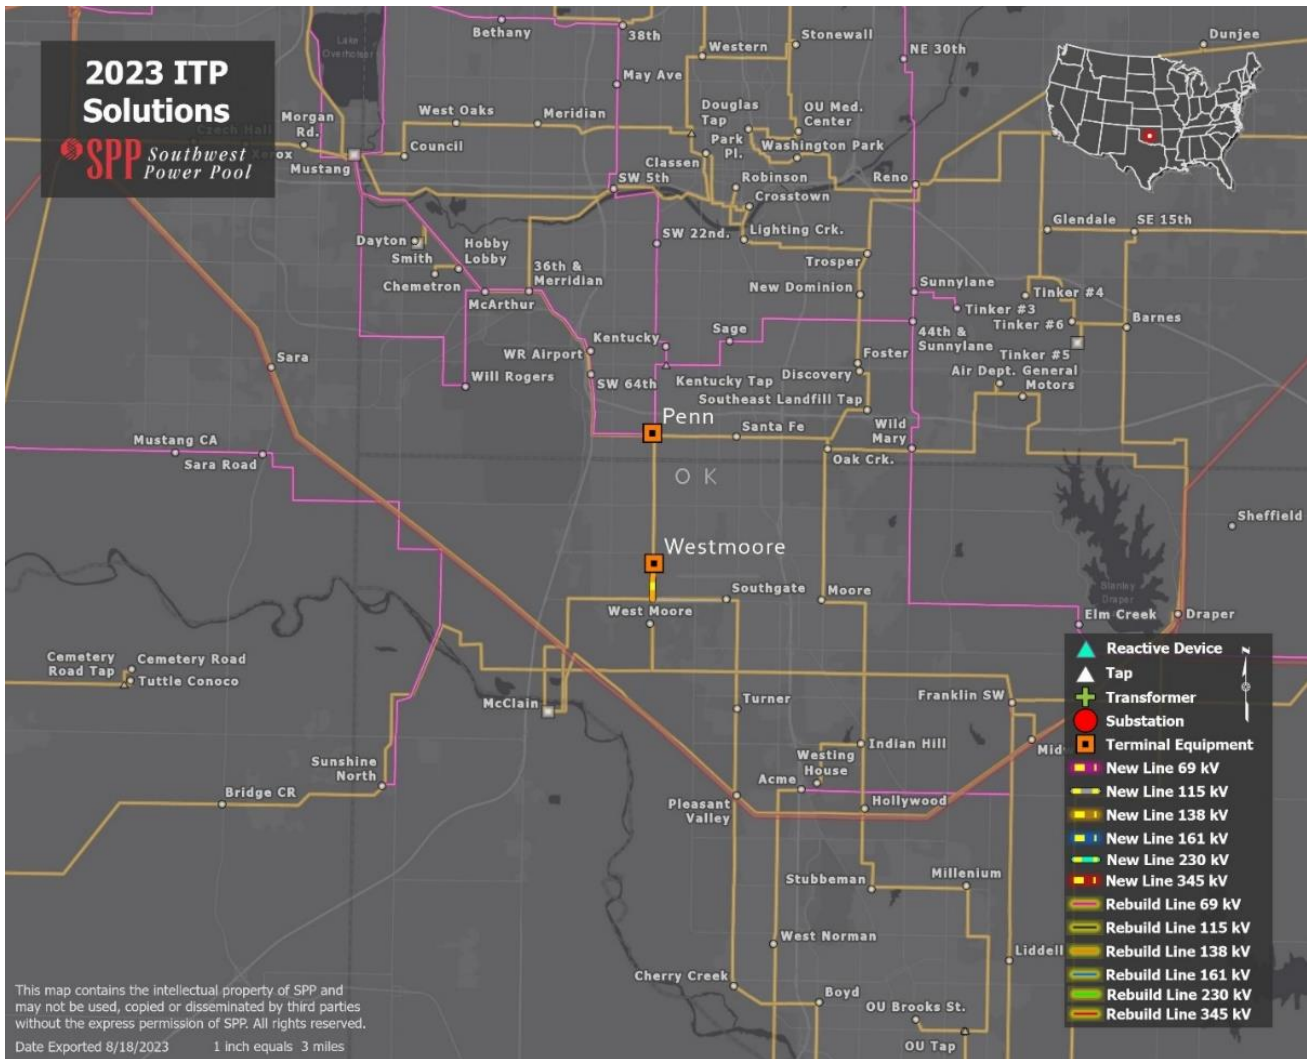 2023 ITP
Solutions
SPP Southwest
Power Pool
Lake
Overholser
Bethany
38th
Western
Stonewall
NE 30th
Dunjee
May Ave
Morgan
Rd.
West Oaks
Meridian
Douglas
Tap
OU Med.
Center
Czech Hall
Xerox
Mustang
Council
Classen
Park
Pl.
Washington Park
SW 5th
Robinson
Reno
Crosstown
Glendale
SE 15th
Dayton
Smith
Hobby
Lobby
SW 22nd.
Lighting Crk.
Chemetron
36th &
Merridian
Trosper
McArthur
New Dominion
Sunnylane
Tinker #4
Tinker #3
Kentucky
Sage
Tinker #6
Barnes
44th &
Sunnylane
WR Airport
Sara
Foster
Tinker #5
Will Rogers
SW 64th
Kentucky Tap
Discovery
Air Dept.
General
Motors
Southeast Landfill Tap
Penn
Santa Fe
Wild
Mary
Mustang CA
Sara Road
Oak Crk.
O K
Sheffield
Westmoore
Stanley
Draper
West Moore
Southgate
Moore
Elm Creek
Draper
Cemetery
Road Tap
Cemetery Road
Tuttle Conoco
McClain
Turner
Franklin SW
Indian Hill
Midw
Westing
House
Sunshine
North
Acme
Bridge CR
Pleasant
Valley
Hollywood
Stubbeman
Millenium
West Norman
Liddell
Cherry Creek
Boyd
OU Brooks St.
OU Tap
Reactive Device
N
Tap
Transformer
Substation
Terminal Equipment
New Line 69 kV
New Line 115 kV
New Line 138 kV
New Line 161 kV
New Line 230 kV
New Line 345 kV
Rebuild Line 69 kV
Rebuild Line 115 kV
Rebuild Line 138 kV
Rebuild Line 161 kV
Rebuild Line 230 kV
Rebuild Line 345 kV
This map contains the intellectual property of SPP and
may not be used, copied or disseminated by third parties
without the express permission of SPP. All rights reserved.
Date Exported 8/18/2023 1 inch equals 3 miles